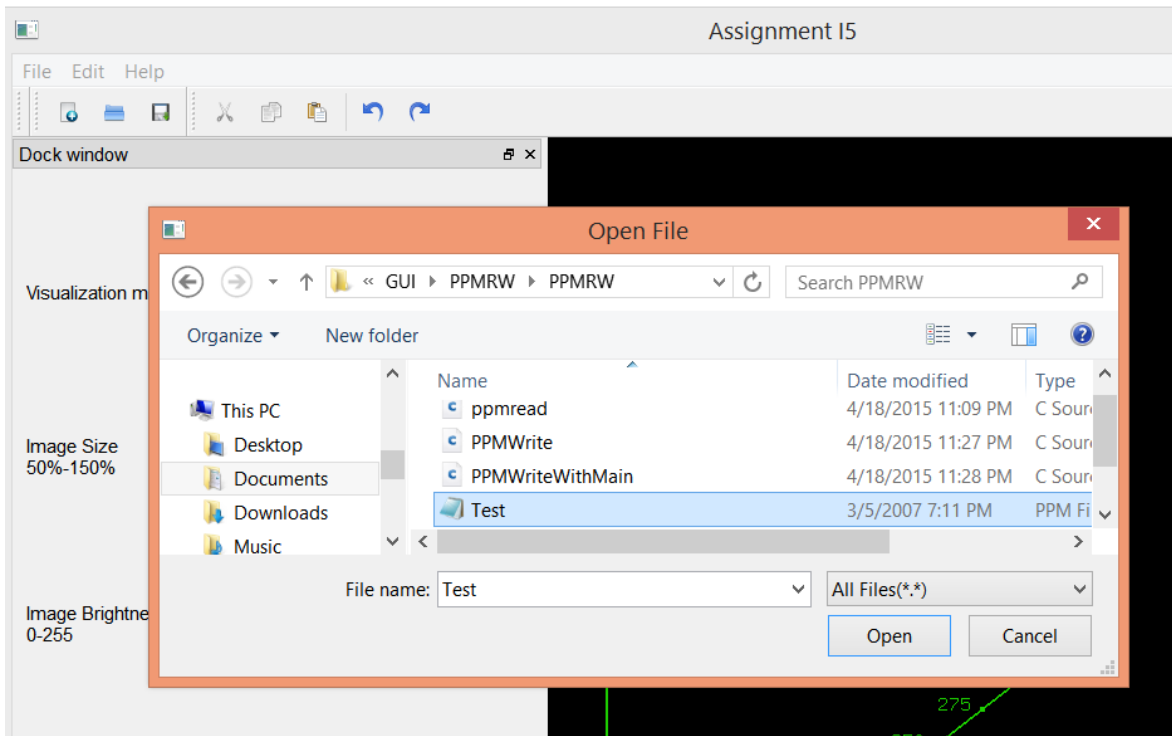 Assignment I5
File Edit Help
Dock window
Open File
« GUI PPMRW PPMRW
Search PPMRW
Organize New folder
Name Date modified Type
This PC
Desktop
Documents
Downloads
Music
ppmread 4/18/2015 11:09 PM C Sour
PPMWrite 4/18/2015 11:27 PM C Sour
PPMWriteWithMain 4/18/2015 11:28 PM C Sour
Test 3/5/2007 7:11 PM PPM Fi
File name: Test All Files(*.*)
Open Cancel
Visualization m
Image Size
50%-150%
Image Brightne
0-255
275